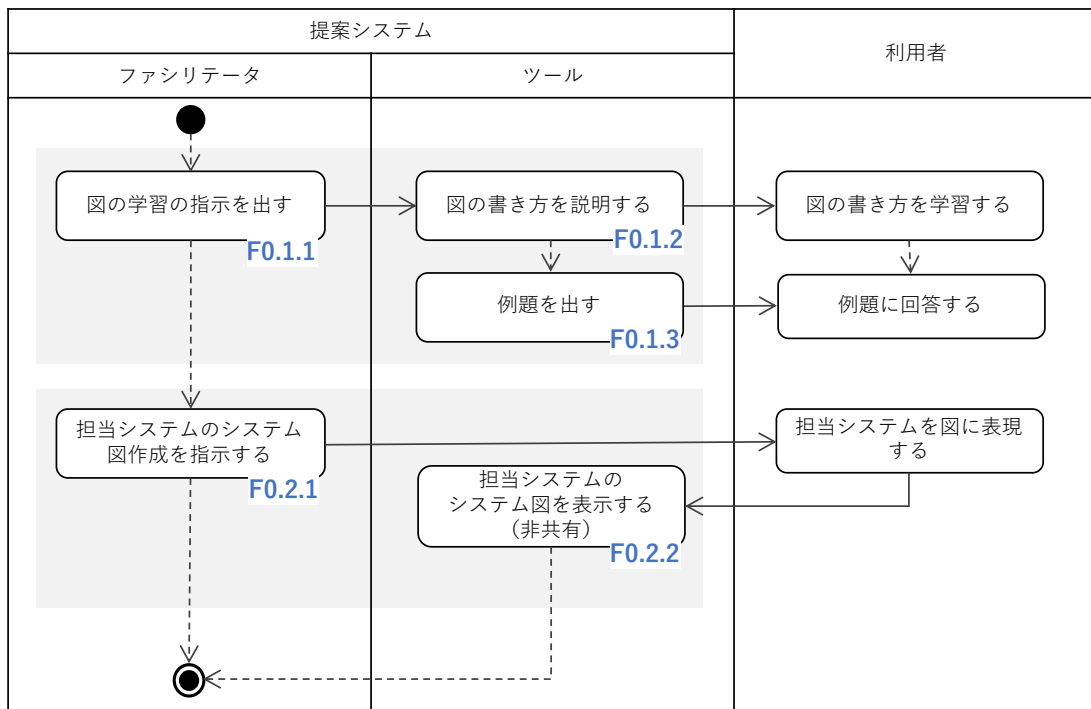 提案システム
利用者
ファシリテータ
ツール
図の学習の指示を出す
F0.1.1
図の書き方を説明する
F0.1.2
図の書き方を学習する
例題を出す
F0.1.3
例題に回答する
担当システムのシステム
図作成を指示する
F0.2.1
担当システムを図に表現
する
担当システムの
システム図を表示する
（非共有）
F0.2.2